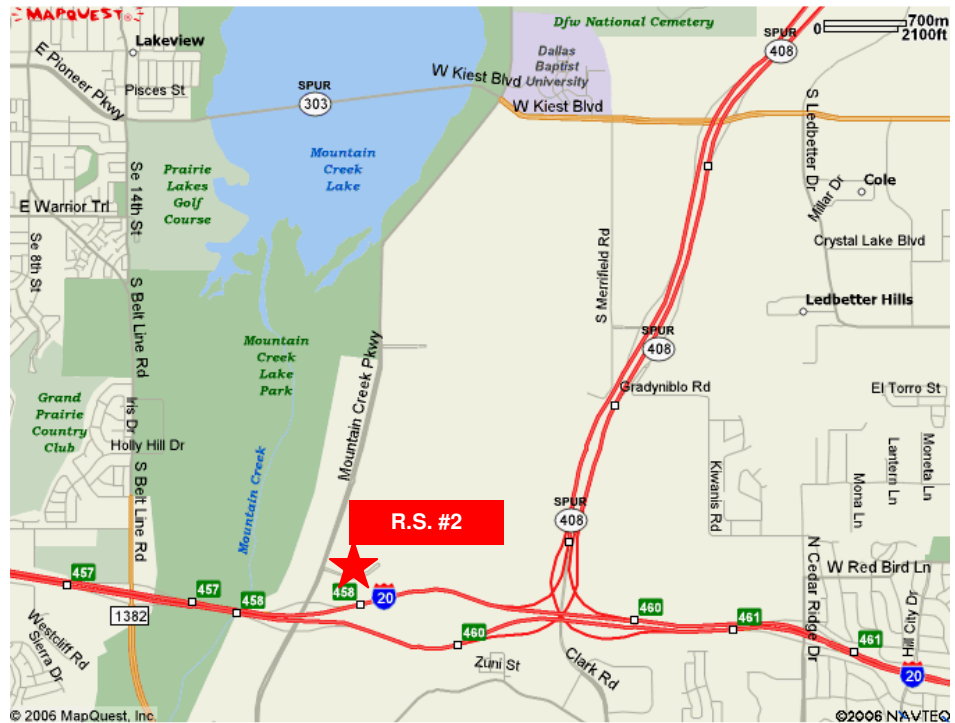 MAPQUEST
Lakeview
E Pioneer Pkwy
Pisces St
SPUR
303
W Kiest Blvd
Dfw National Cemetery
Dallas
Baptist
University
W Kiest Blvd
SPUR
408
0
700m
2100ft
S Ledbetter Dr
Millar Dr
Cole
Crystal Lake Blvd
Ledbetter Hills
Prairie
Lakes
Golf
Course
Mountain
Creek
Lake
Se 14th St
E Warrior Trl
Se 8th St
S Belt Line Rd
S Merrifield Rd
SPUR
408
Gradyniblo Rd
El Torro St
Mountain
Creek
Lake
Park
Mountain Creek Pkwy
Grand
Prairie
Country
Club
Iris Dr
Holly Hill Dr
S Belt Line Rd
Mountain Creek
Kiwanis Rd
Mona Ln
Lantern Ln
Moneta Ln
R.S. #2
SPUR
408
N Cedar Ridge Dr
W Red Bird Ln
Hill City Dr
457
457
458
458
20
460
460
461
461
20
1382
Westcliff Rd
Sierra Dr
Zuni St
Clark Rd
© 2006 MapQuest, Inc.
©2006 NAVTEQ